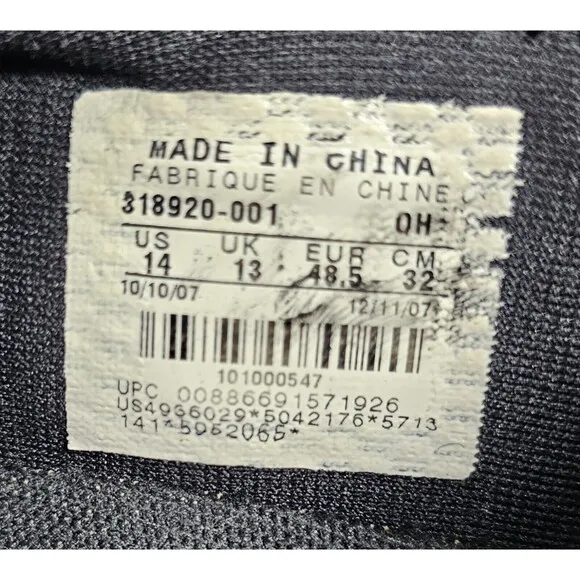 MADE IN CHINA
FABRIQUE EN CHINE
318920-001 QH
US UK EUR CM
14 13 48.5 32
10/10/07 12/11/07
101000547
UPC 00886691571926
US4936029*5042176*5713
141*5952065*